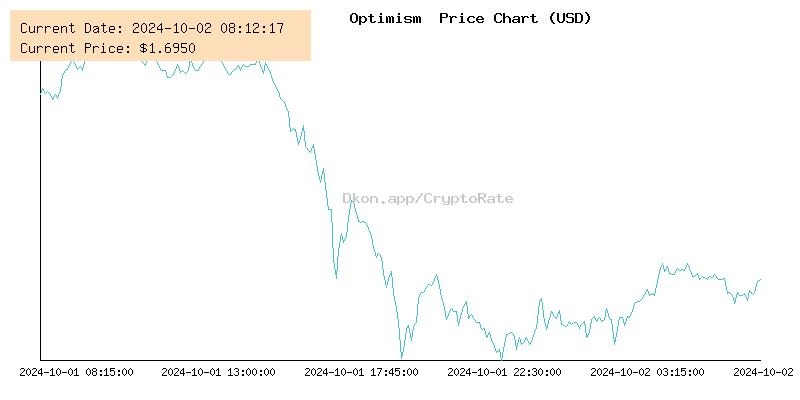 Optimism  Price Chart (USD)
Current Date: 2024-10-02 08:12:17
Current Price: $1.6950
Dkon.app/CryptoRate
2024-10-01 08:15:00 2024-10-01 13:00:00 2024-10-01 17:45:00 2024-10-01 22:30:00 2024-10-02 03:15:00 2024-10-02